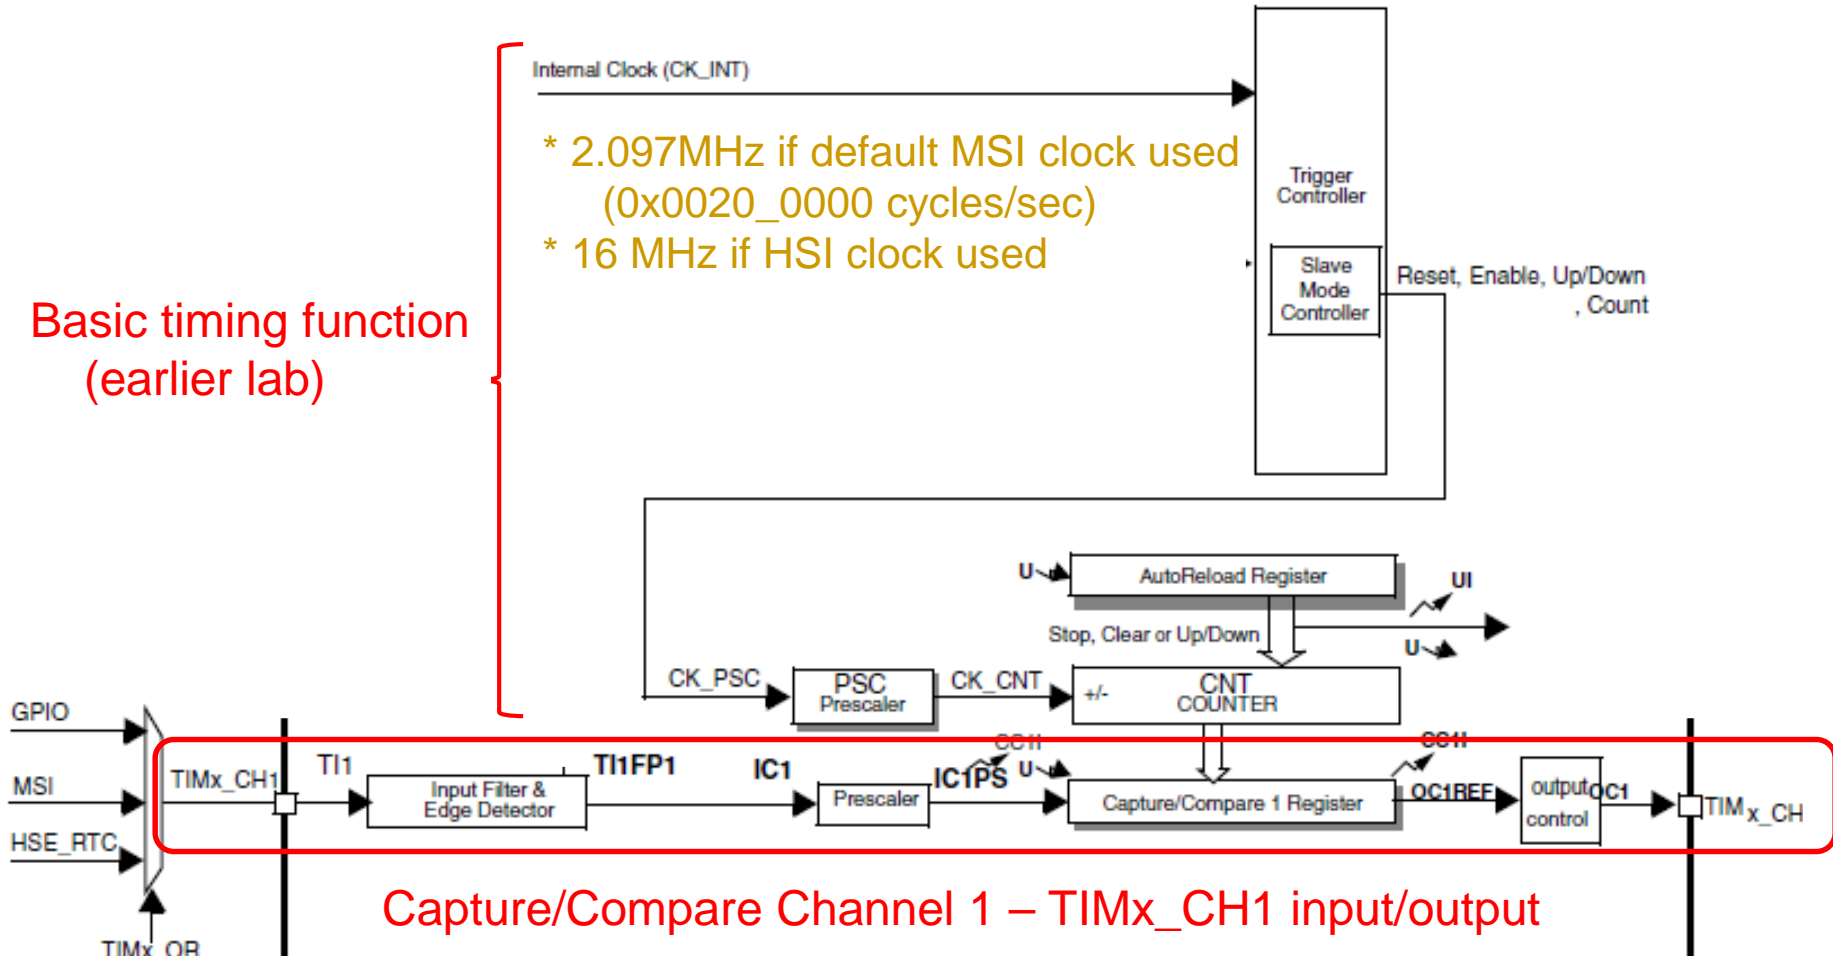 Internal Clock (CK_INT)
* 2.097MHz if default MSI clock used
(0x0020_0000 cycles/sec)
* 16 MHz if HSI clock used
Trigger
Controller
Slave
Mode
Controller
Reset, Enable, Up/Down
, Count
Basic timing function
(earlier lab)
U
AutoReload Register
UI
Stop, Clear or Up/Down
U
CK_PSC
PSC
Prescaler
CK_CNT
+/-
CNT
COUNTER
GPIO
MSI
HSE_RTC
TIMx_OR
TIMx_CH1
TI1
Input Filter &
Edge Detector
TI1FP1
IC1
Prescaler
CC1I
IC1PS
U
Capture/Compare 1 Register
CC1I
OC1REF
output
control
OC1
TIMx_CH
Capture/Compare Channel 1 – TIMx_CH1 input/output